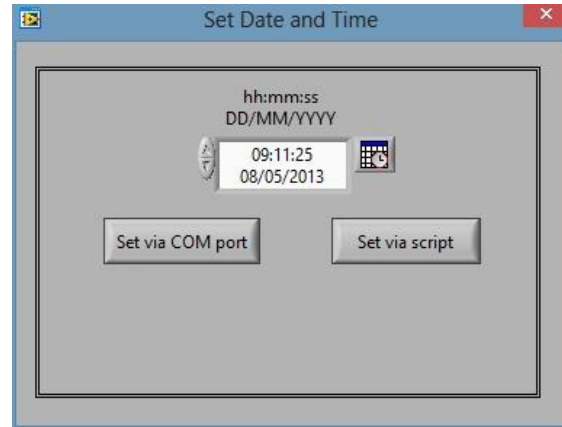 Set Date and Time
hh:mm:ss
DD/MM/YYYY
09:11:25
08/05/2013
Set via COM port
Set via script